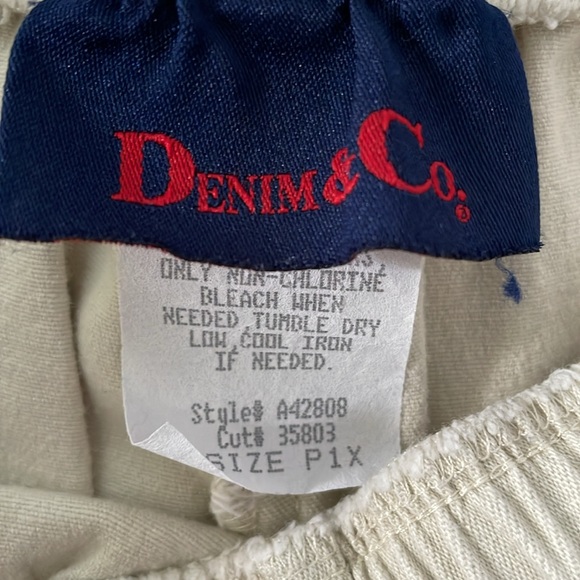 DENIM & CO.®
ONLY NON-CHLORINE
BLEACH WHEN
NEEDED, TUMBLE DRY
LOW, COOL IRON
IF NEEDED.
Style# A42808
Cut# 35803
SIZE P1X